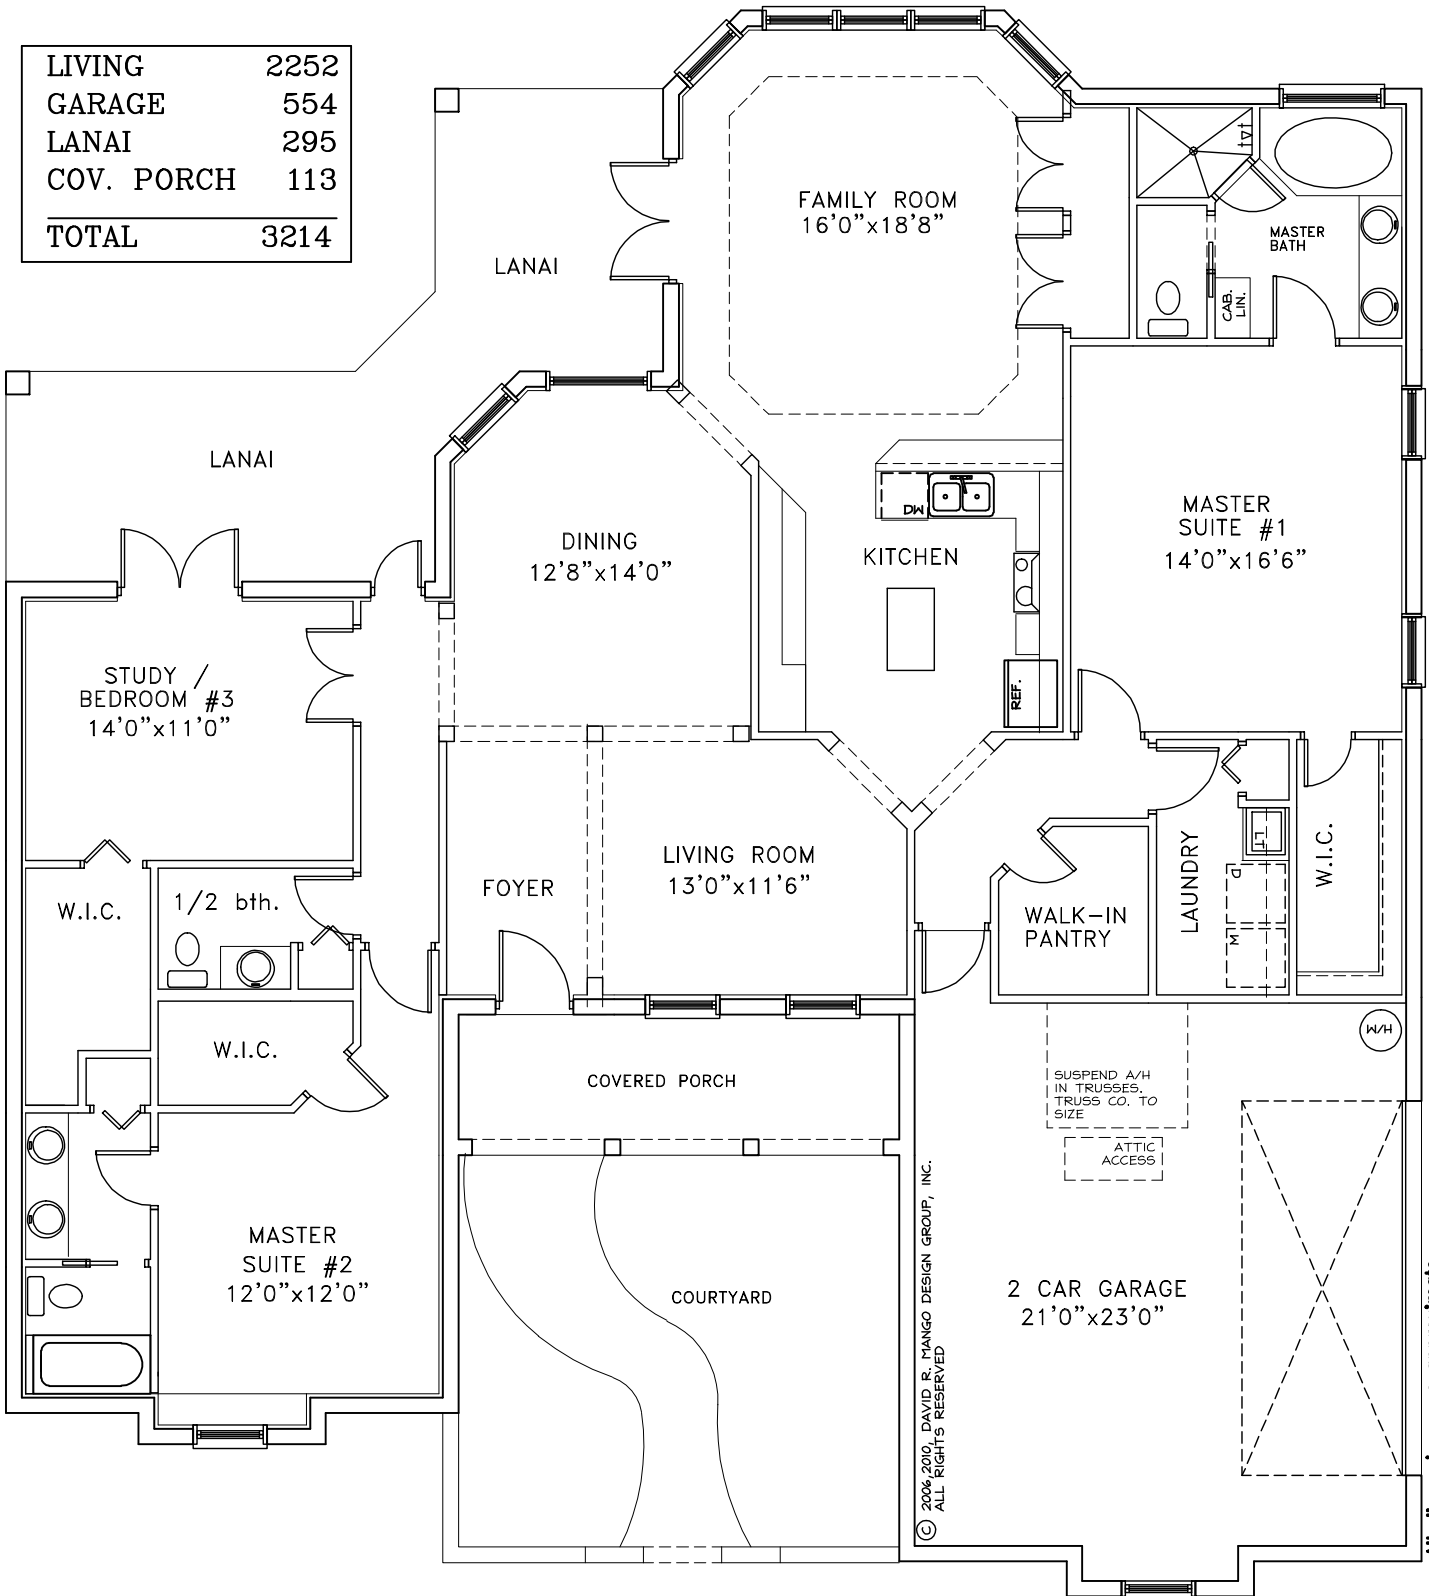 LIVING 2252
GARAGE 554
LANAI 295
COV. PORCH 113
TOTAL 3214
FAMILY ROOM
16'0"x18'8"
LANAI
MASTER
BATH
CAB.
LIN.
LANAI
DINING
12'8"x14'0"
DW
KITCHEN
REF.
MASTER
SUITE #1
14'0"x16'6"
STUDY /
BEDROOM #3
14'0"x11'0"
W.I.C.
1/2 bth.
FOYER
LIVING ROOM
13'0"x11'6"
WALK-IN
PANTRY
LAUNDRY
LT
D
W.I.C.
W.I.C.
COVERED PORCH
SUSPEND A/H
IN TRUSSES.
TRUSS CO. TO
SIZE
ATTIC
ACCESS
W/H
MASTER
SUITE #2
12'0"x12'0"
COURTYARD
2 CAR GARAGE
21'0"x23'0"
© 2006,2010, DAVID R. MANGO DESIGN GROUP, INC.
ALL RIGHTS RESERVED